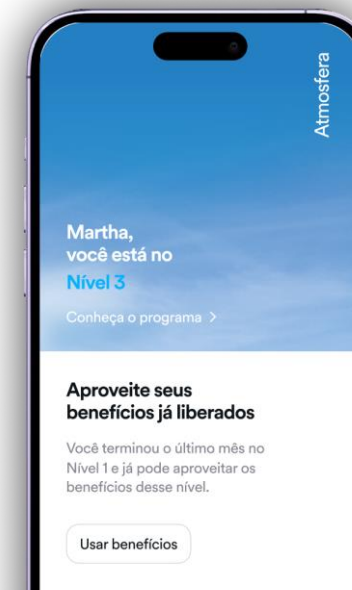 Atmosfera
Martha,
você está no
Nível 3
Conheça o programa >
Aproveite seus
benefícios já liberados
Você terminou o último mês no
Nível 1 e já pode aproveitar os
benefícios desse nível.
Usar benefícios